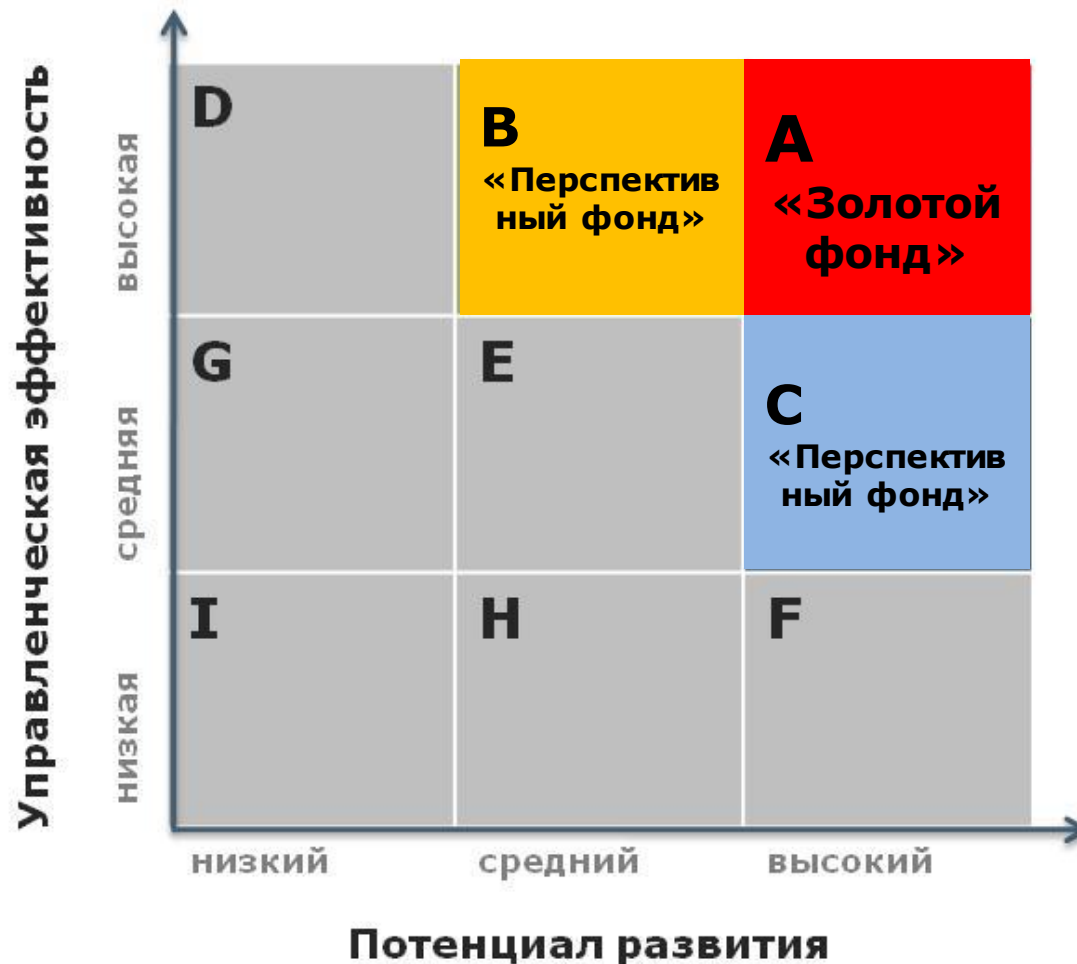 Управленческая эффективность
высокая
средняя
низкая
D
B
«Перспектив
ный фонд»
A
«Золотой
фонд»
G
E
C
«Перспектив
ный фонд»
I
H
F
низкий
средний
высокий
Потенциал развития